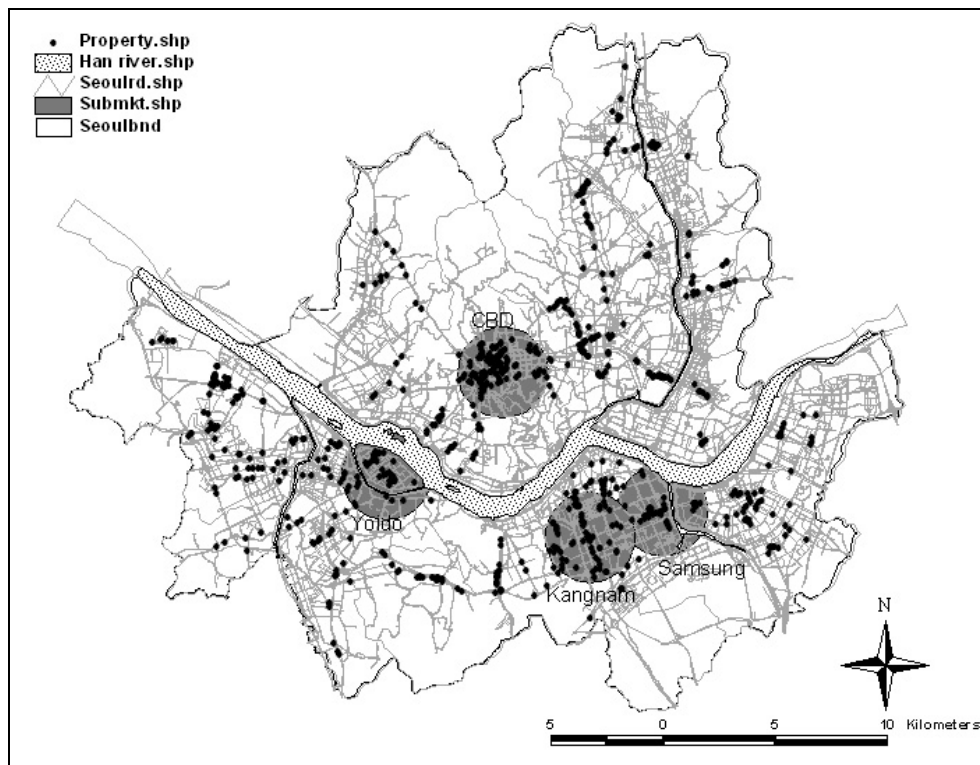 Property.shp
Han river.shp
Seoulrd.shp
Submkt.shp
Seoulbnd
CBD
Yoido
Kangnam
Samsung
N
5 0 5 10 Kilometers